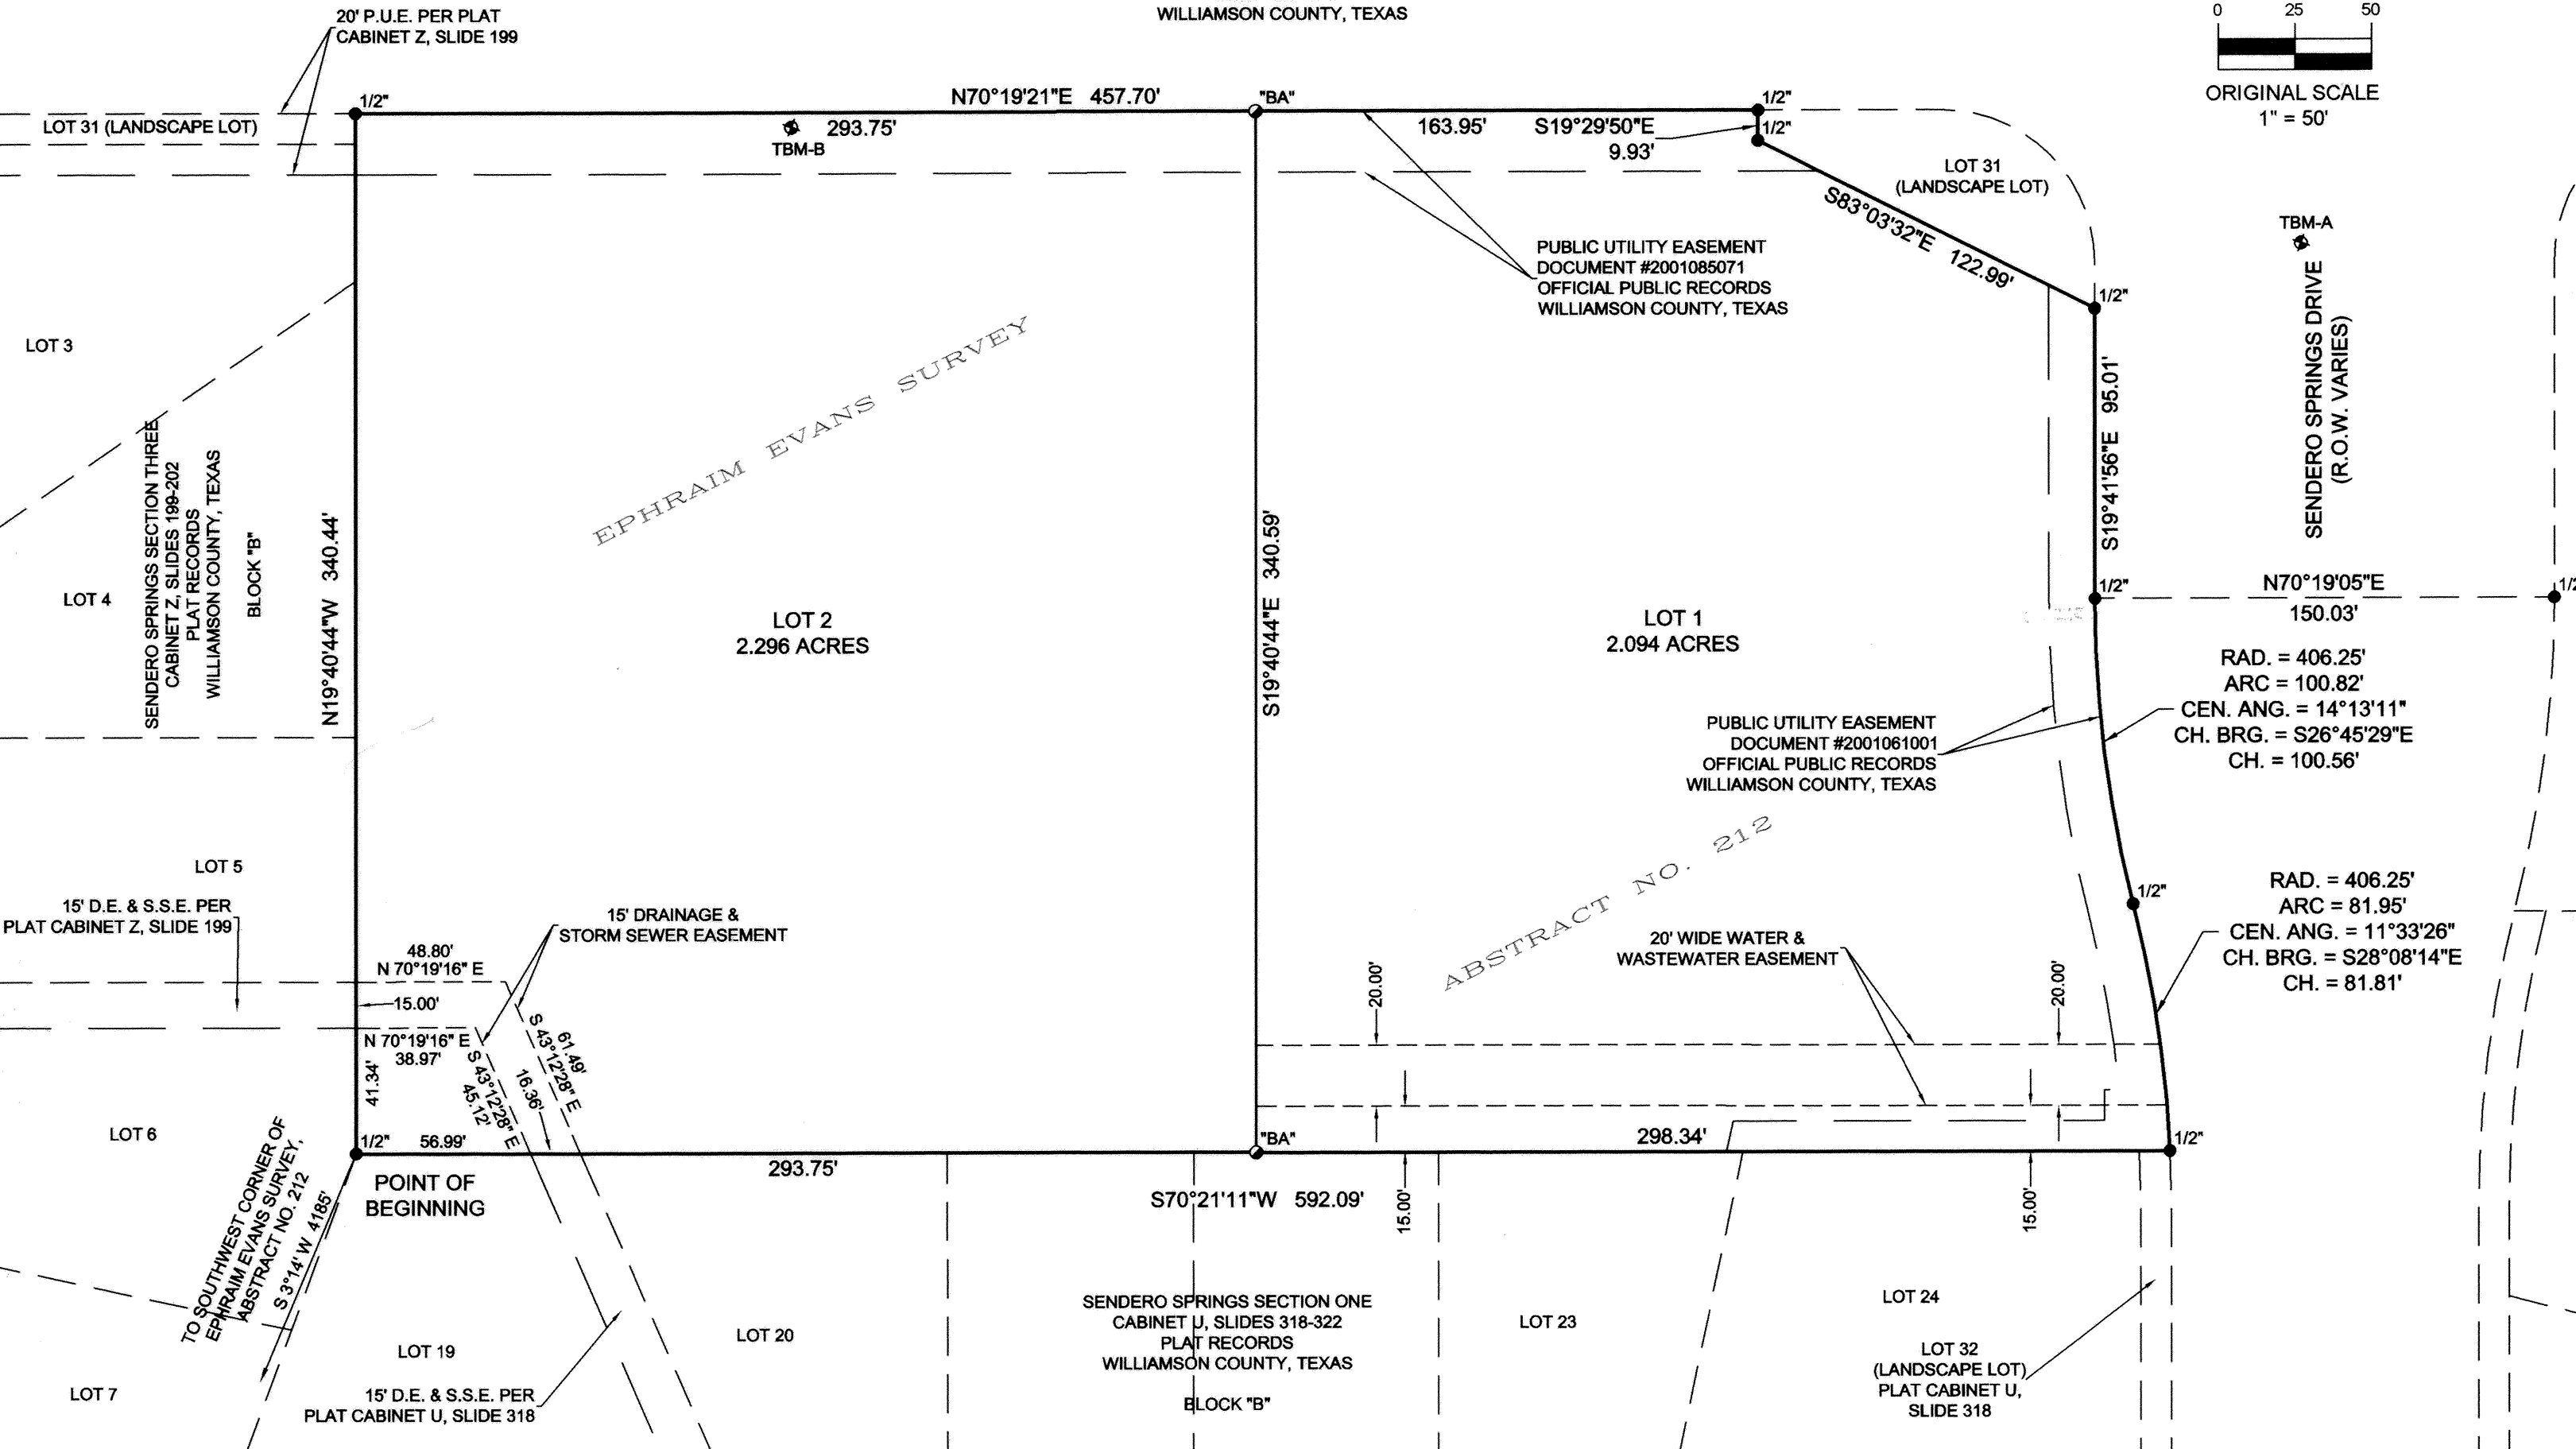 20' P.U.E. PER PLAT
CABINET Z, SLIDE 199
WILLIAMSON COUNTY, TEXAS
0 25 50
ORIGINAL SCALE
1" = 50'
1/2"
N70°19'21"E 457.70'
"BA"
1/2"
LOT 31 (LANDSCAPE LOT)
293.75'
TBM-B
163.95'
S19°29'50"E
9.93'
1/2"
LOT 31
(LANDSCAPE LOT)
S83°03'32"E 122.99'
TBM-A
PUBLIC UTILITY EASEMENT
DOCUMENT #2001085071
OFFICIAL PUBLIC RECORDS
WILLIAMSON COUNTY, TEXAS
1/2"
SENDERO SPRINGS DRIVE
(R.O.W. VARIES)
LOT 3
EPHRAIM EVANS SURVEY
S19°41'56"E 95.01'
SENDERO SPRINGS SECTION THREE
CABINET Z, SLIDES 199-202
PLAT RECORDS
WILLIAMSON COUNTY, TEXAS
BLOCK "B"
N19°40'44"W 340.44'
S19°40'44"E 340.59'
LOT 4
1/2"
N70°19'05"E
150.03'
LOT 2
2.296 ACRES
LOT 1
2.094 ACRES
RAD. = 406.25'
ARC = 100.82'
CEN. ANG. = 14°13'11"
CH. BRG. = S26°45'29"E
CH. = 100.56'
PUBLIC UTILITY EASEMENT
DOCUMENT #2001061001
OFFICIAL PUBLIC RECORDS
WILLIAMSON COUNTY, TEXAS
ABSTRACT NO. 212
LOT 5
15' D.E. & S.S.E. PER
PLAT CABINET Z, SLIDE 199
15' DRAINAGE &
STORM SEWER EASEMENT
1/2"
RAD. = 406.25'
ARC = 81.95'
CEN. ANG. = 11°33'26"
CH. BRG. = S28°08'14"E
CH. = 81.81'
48.80'
N 70°19'16" E
15.00'
N 70°19'16" E
38.97'
41.34'
61.49'
S 43°12'28" E
16.36'
S 43°12'28" E
45.12'
20' WIDE WATER &
WASTEWATER EASEMENT
20.00'
20.00'
LOT 6
1/2"
56.99'
293.75'
"BA"
298.34'
1/2"
POINT OF
BEGINNING
S70°21'11"W 592.09'
15.00'
15.00'
TO SOUTHWEST CORNER OF
EPHRAIM EVANS SURVEY,
ABSTRACT NO. 212
S 3°14' W 4185'
SENDERO SPRINGS SECTION ONE
CABINET U, SLIDES 318-322
PLAT RECORDS
WILLIAMSON COUNTY, TEXAS
BLOCK "B"
LOT 7
LOT 19
LOT 20
LOT 23
LOT 24
15' D.E. & S.S.E. PER
PLAT CABINET U, SLIDE 318
LOT 32
(LANDSCAPE LOT)
PLAT CABINET U,
SLIDE 318